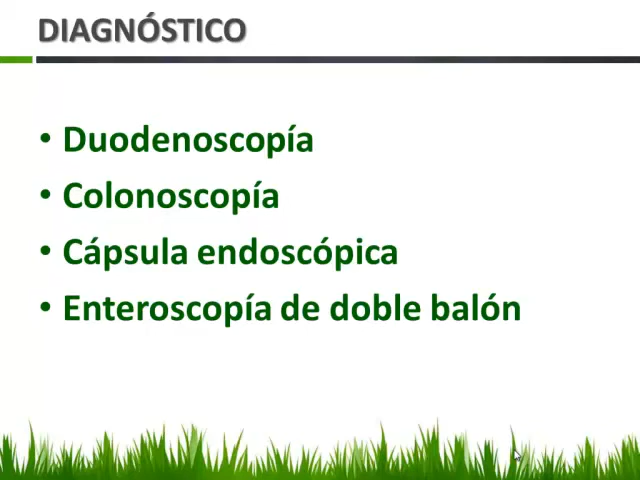 DIAGNÓSTICO
• Duodenoscopía
• Colonoscopía
• Cápsula endoscópica
• Enteroscopía de doble balón